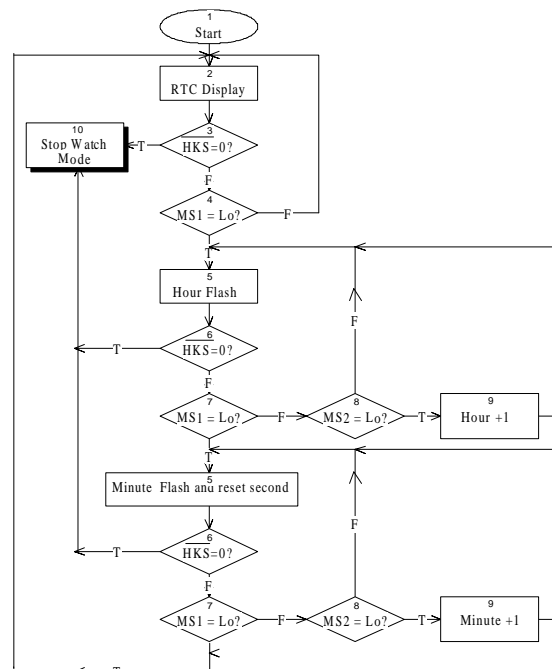 1
Start
2
RTC Display
10
Stop Watch
Mode
T
3
HKS=0?
F
4
MS1 = Lo?
F
T
5
Hour Flash
F
T
6
HKS=0?
F
7
MS1 = Lo?
F
8
MS2 = Lo?
T
9
Hour +1
T
Minute Flash and reset second
5
F
T
6
HKS=0?
F
7
MS1 = Lo?
F
8
MS2 = Lo?
T
9
Minute +1
T